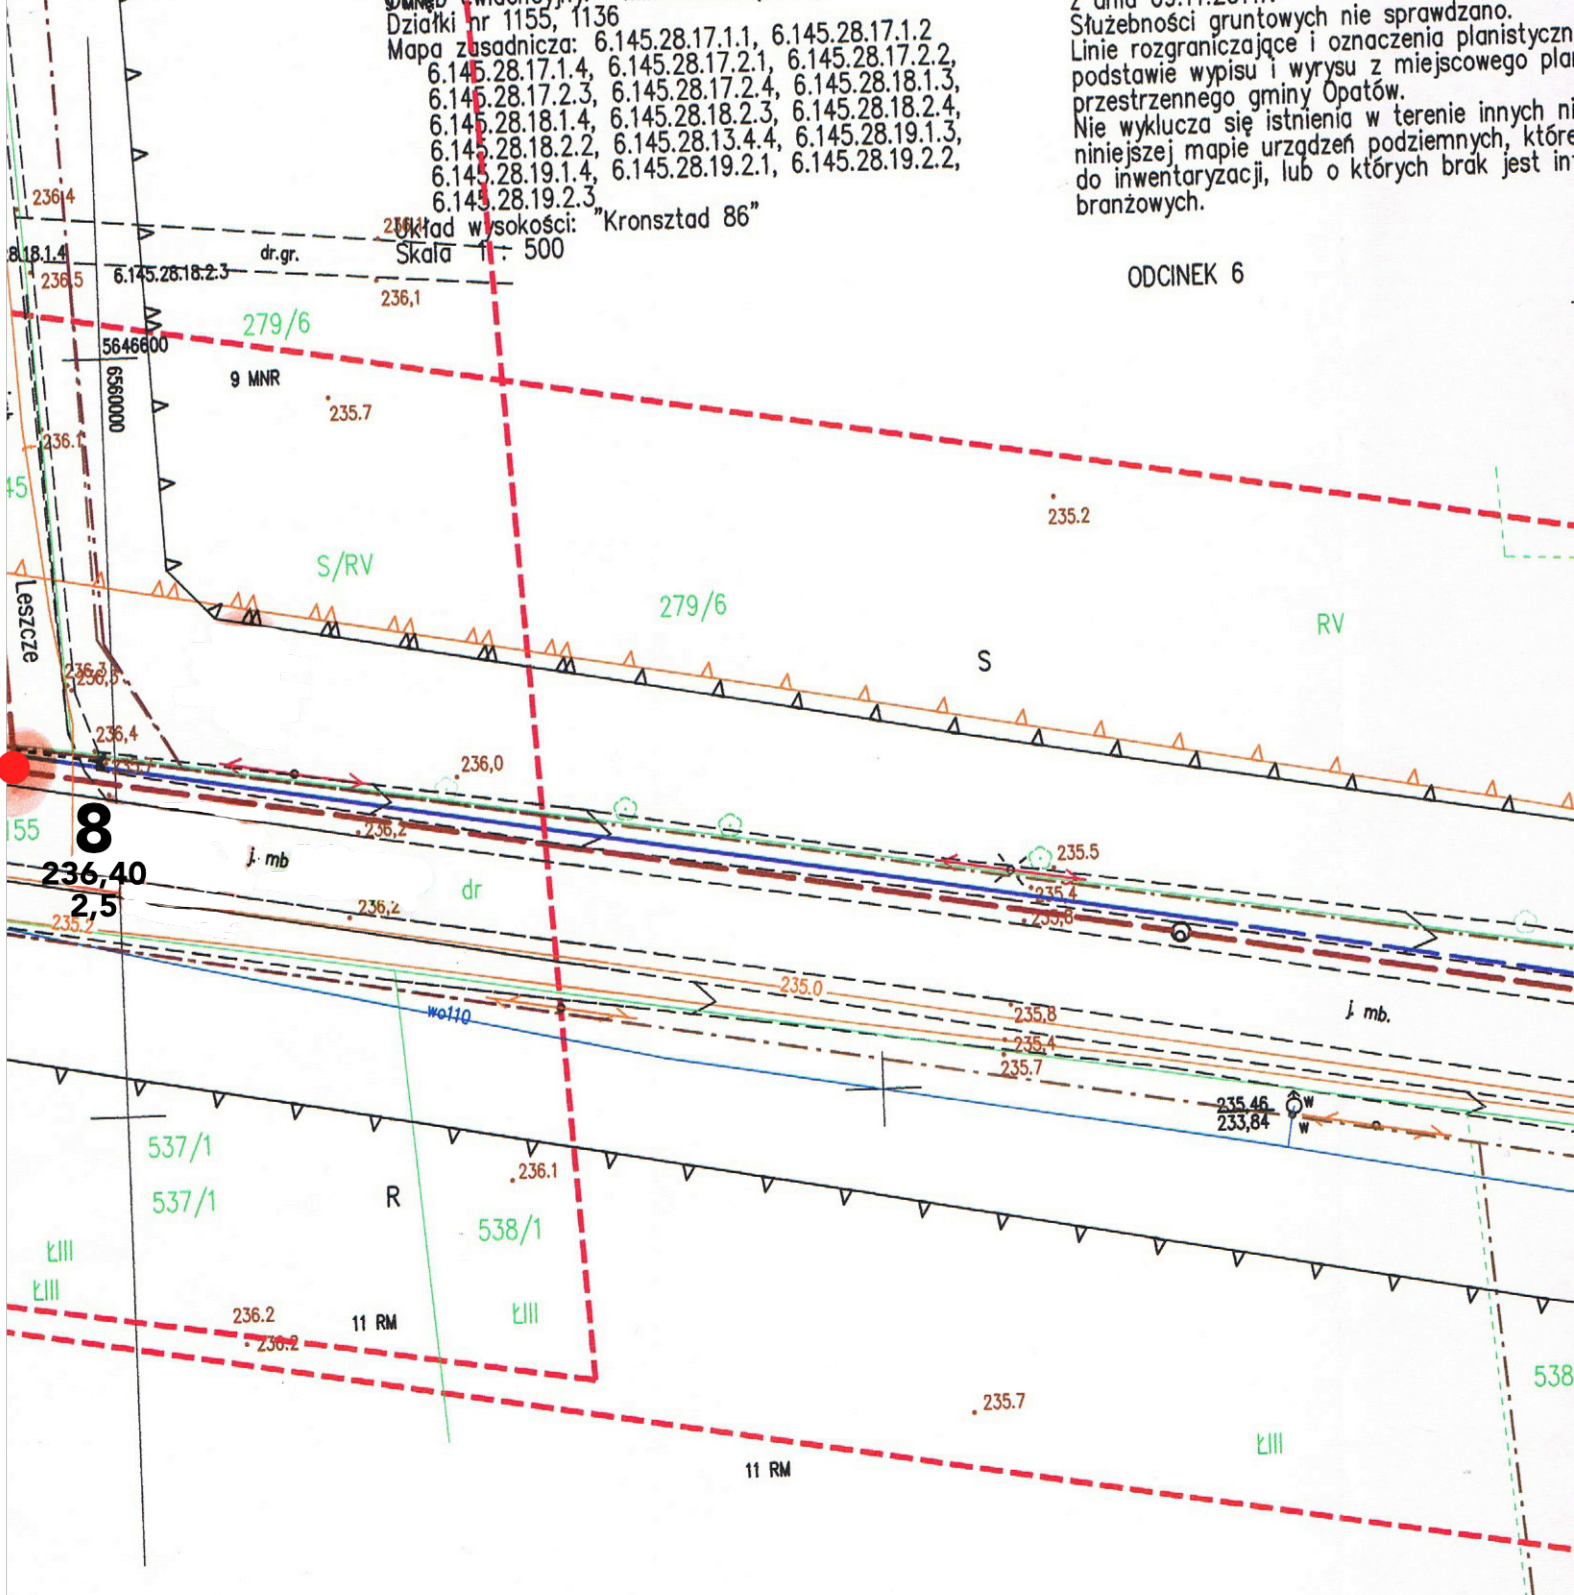 Działki nr 1155, 1136
Mapa zasadnicza: 6.145.28.17.1.1, 6.145.28.17.1.2
6.145.28.17.1.4, 6.145.28.17.2.1, 6.145.28.17.2.2,
6.145.28.17.2.3, 6.145.28.17.2.4, 6.145.28.18.1.3,
6.145.28.18.1.4, 6.145.28.18.2.3, 6.145.28.18.2.4,
6.145.28.18.2.2, 6.145.28.13.4.4, 6.145.28.19.1.3,
6.145.28.19.1.4, 6.145.28.19.2.1, 6.145.28.19.2.2,
6.145.28.19.2.3
Układ wysokości: "Kronsztad 86"
Skala 1 : 500
Służebności gruntowych nie sprawdzano.
Linie rozgraniczające i oznaczenia planistyczn
podstawie wypisu i wyrysu z miejscowego pla
przestrzennego gminy Opatów.
Nie wyklucza się istnienia w terenie innych ni
niniejszej mapie urządzeń podziemnych, które
do inwentaryzacji, lub o których brak jest in
branżowych.
ODCINEK 6
236.4
8.18.1.4
236.5
6.145.28.18.2.3
dr.gr.
236,1
279/6
5646600
6560000
9 MNR
235.7
236.1
45
235.2
S/RV
279/6
RV
S
Leszcze
236,4
236,0
8
236,40
2,5
155
236,2
j. mb
dr
236,2
235.2
235.5
235.4
235,8
235.0
wo110
235,8
235.4
235.7
j. mb.
235.46
233,84
w
w
537/1
537/1
R
236.1
538/1
ŁIII
ŁIII
ŁIII
236.2
236.2
11 RM
235.7
538
ŁIII
11 RM